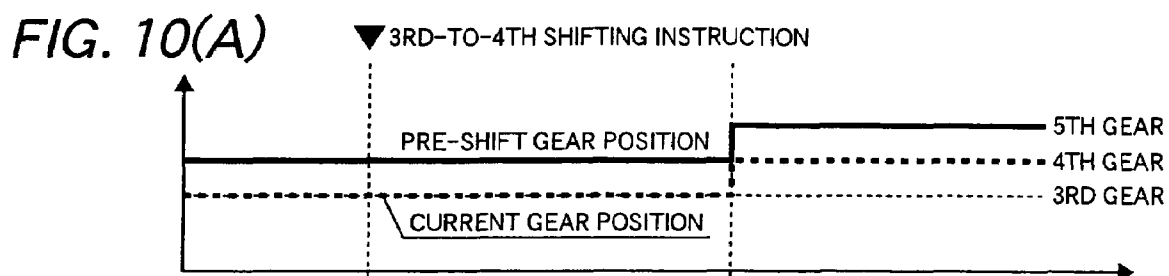 FIG. 10(A)
▼3RD-TO-4TH SHIFTING INSTRUCTION
PRE-SHIFT GEAR POSITION
5TH GEAR
4TH GEAR
3RD GEAR
CURRENT GEAR POSITION